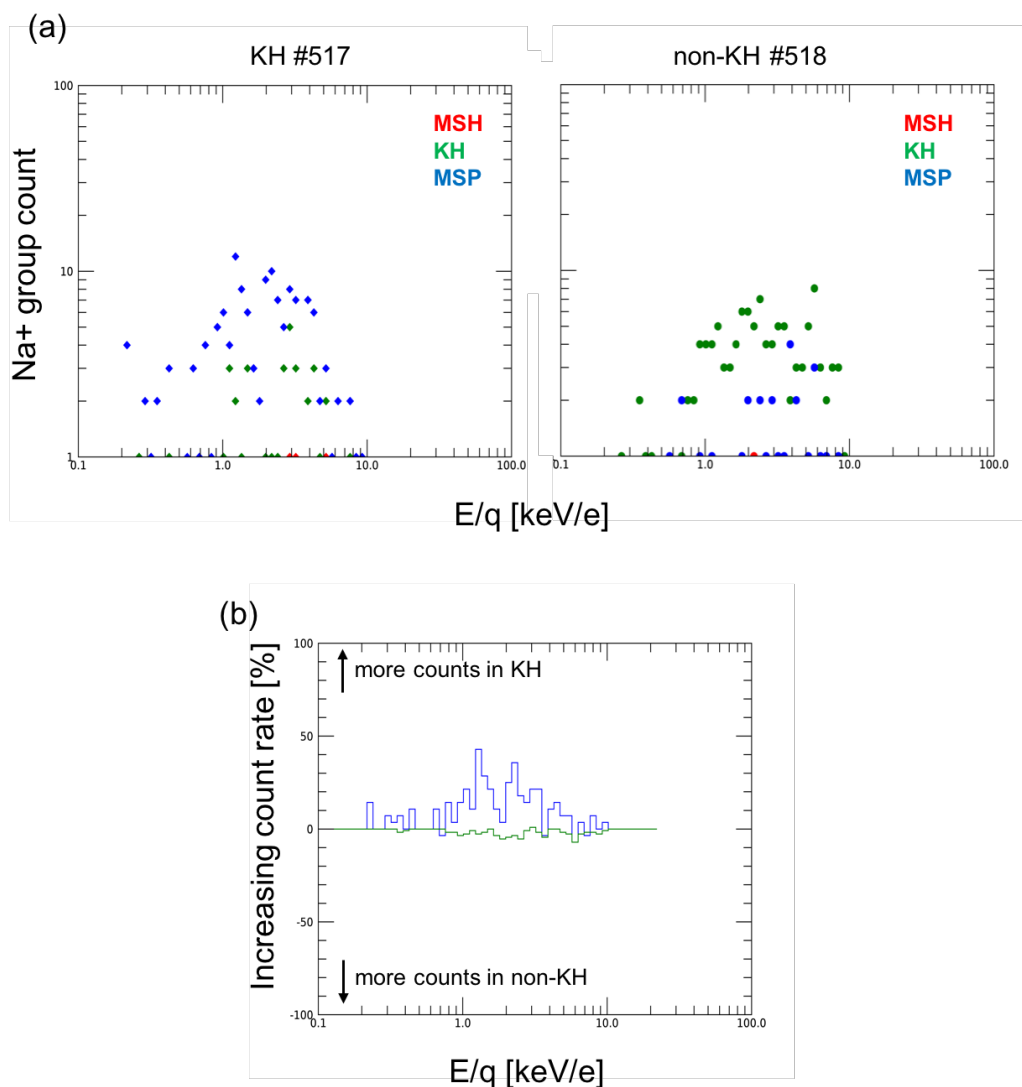 (a)
KH #517
non-KH #518
Na+ group count
100
10
1
MSH
KH
MSP
MSH
KH
MSP
0.1
1.0
10.0
100.0
0.1
1.0
10.0
100.0
E/q [keV/e]
(b)
Increasing count rate [%]
100
50
0
-50
-100
more counts in KH
more counts in non-KH
0.1
1.0
10.0
100.0
E/q [keV/e]